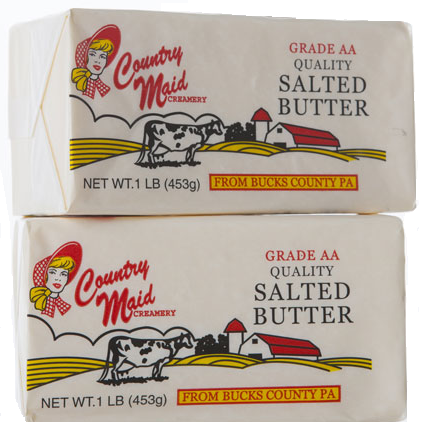 Country
Maid
CREAMERY
GRADE AA
QUALITY
SALTED
BUTTER
NET WT.1 LB (453g)
FROM BUCKS COUNTY PA
Country
Maid
CREAMERY
GRADE AA
QUALITY
SALTED
BUTTER
NET WT.1 LB (453g)
FROM BUCKS COUNTY PA